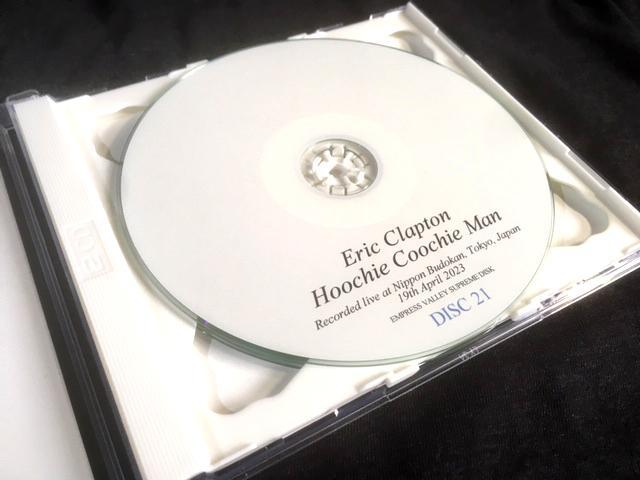 Eric Clapton
Hoochie Coochie Man
Recorded live at Nippon Budokan, Tokyo, Japan
19th April 2023
EMPRESS VALLEY SUPREME DISK
DISC 21